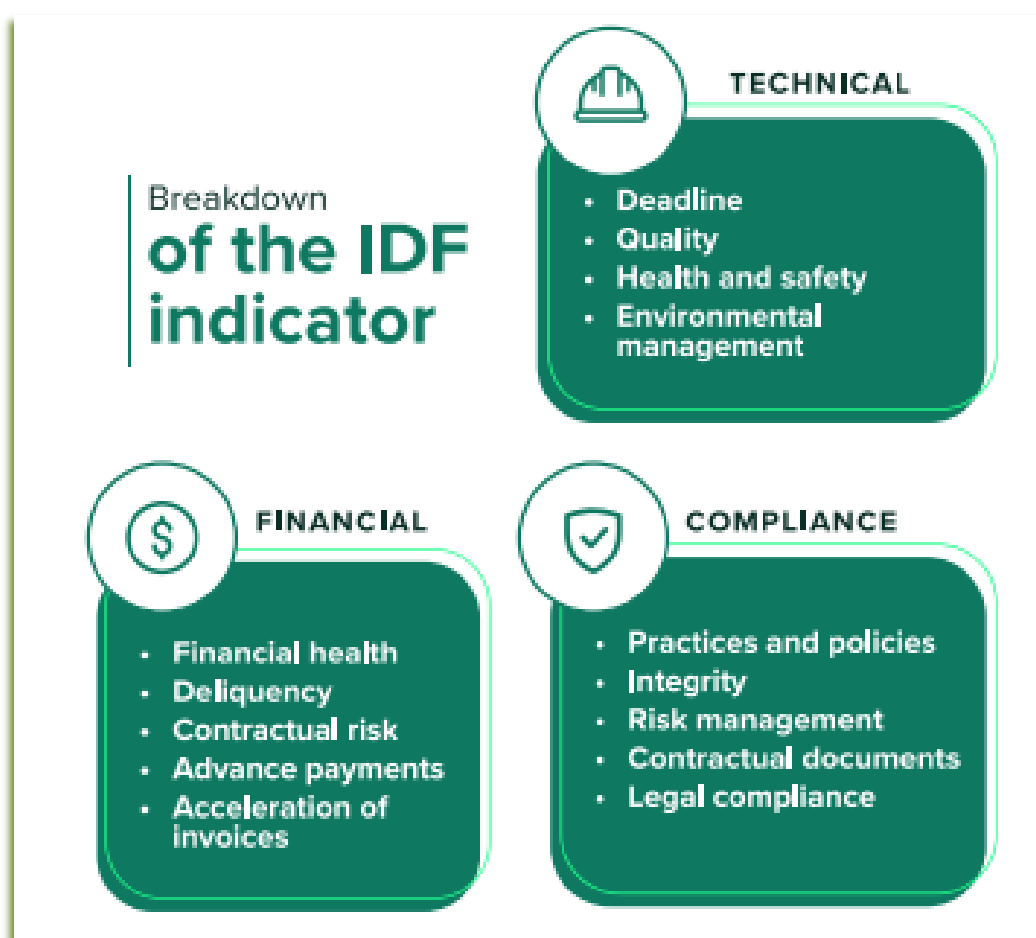 Breakdown
of the IDF
indicator
TECHNICAL
• Deadline
• Quality
• Health and safety
• Environmental
management
FINANCIAL
• Financial health
• Deliquency
• Contractual risk
• Advance payments
• Acceleration of
invoices
COMPLIANCE
• Practices and policies
• Integrity
• Risk management
• Contractual documents
• Legal compliance